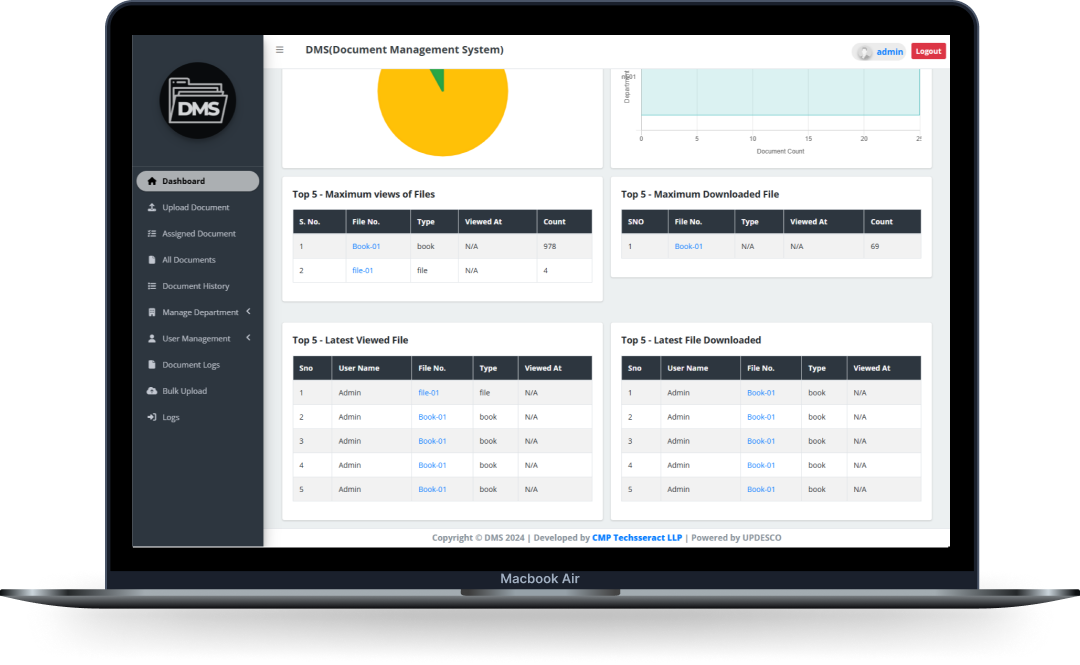 DMS
Dashboard
Upload Document
Assigned Document
All Documents
Document History
Manage Department
User Management
Document Logs
Bulk Upload
Logs
DMS(Document Management System)
admin
Logout
Department
0 5 10 15 20 25
Document Count
Top 5 - Maximum views of Files
S. No. File No. Type Viewed At Count
1 Book-01 book N/A 978
2 file-01 file N/A 4
Top 5 - Maximum Downloaded File
SNO File No. Type Viewed At Count
1 Book-01 N/A N/A 69
Top 5 - Latest Viewed File
Sno User Name File No. Type Viewed At
1 Admin file-01 file N/A
2 Admin Book-01 book N/A
3 Admin Book-01 book N/A
4 Admin Book-01 book N/A
5 Admin Book-01 book N/A
Top 5 - Latest File Downloaded
Sno User Name File No. Type Viewed At
1 Admin Book-01 book N/A
2 Admin Book-01 book N/A
3 Admin Book-01 book N/A
4 Admin Book-01 book N/A
5 Admin Book-01 book N/A
Copyright © DMS 2024 | Developed by CMP Techsseract LLP | Powered by UPDESCO
Macbook Air